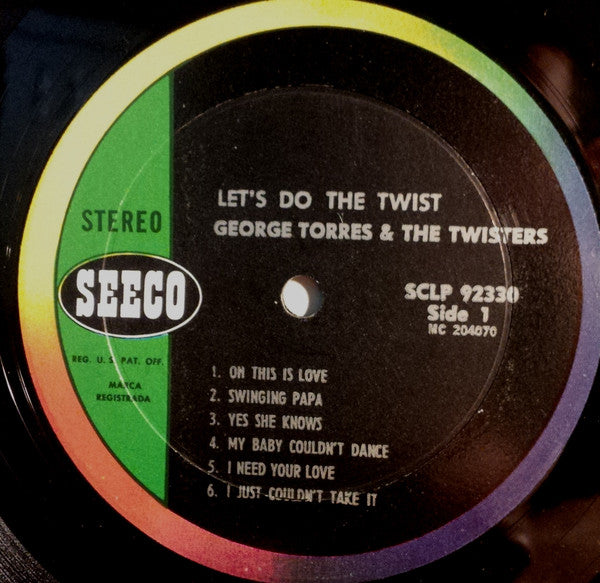 LET'S DO THE TWIST
GEORGE TORRES & THE TWISTERS
STEREO
SEECO
REG. U. S. PAT. OFF.
MARCA
REGISTRADA
SCLP 92330
Side 1
MC 204070
1. OH THIS IS LOVE
2. SWINGING PAPA
3. YES SHE KNOWS
4. MY BABY COULDN'T DANCE
5. I NEED YOUR LOVE
6. I JUST COULDN'T TAKE IT